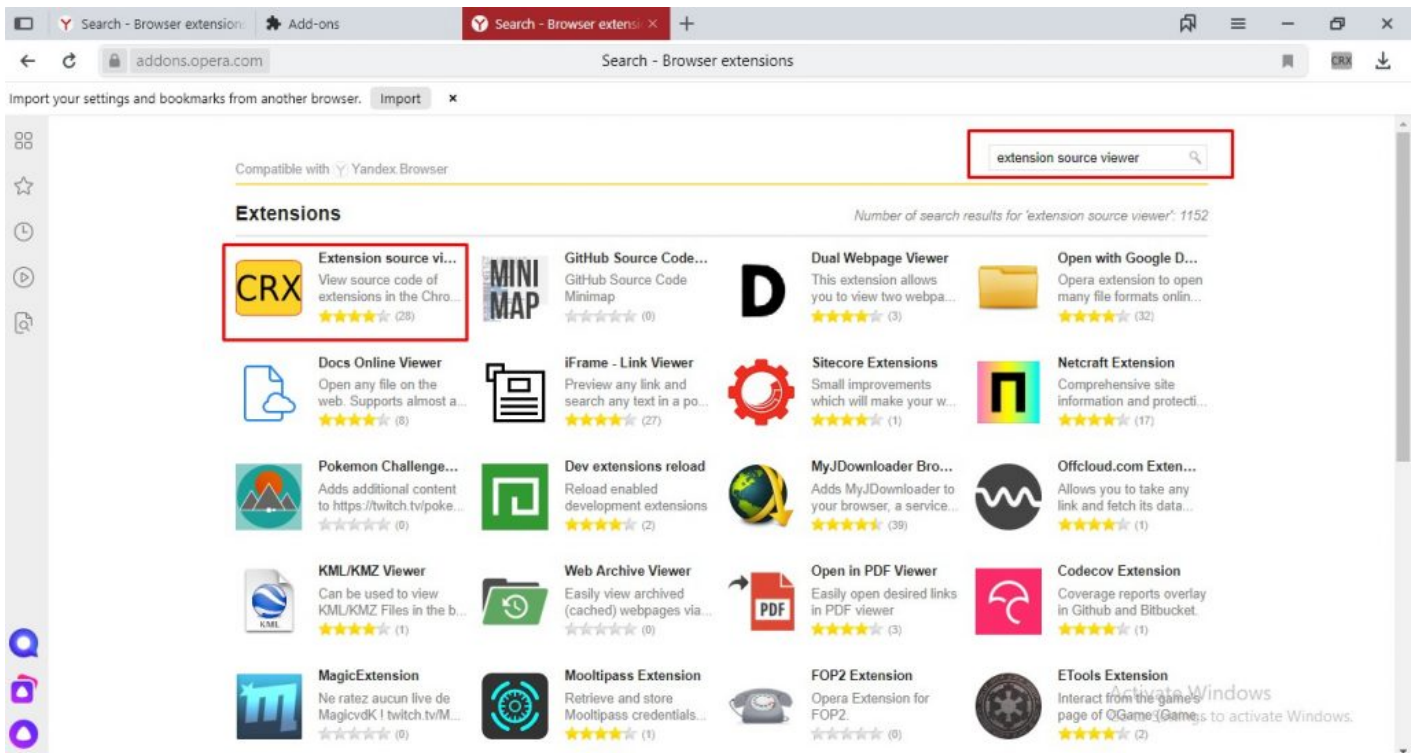 Search - Browser extension
Add-ons
Search - Browser extensi
addons.opera.com
Search - Browser extensions
CRX
Import your settings and bookmarks from another browser. Import
extension source viewer
Compatible with Y Yandex Browser
Extensions
Number of search results for 'extension source viewer': 1152
CRX
Extension source vi...
View source code of
extensions in the Chro...
(28)
MINI
MAP
GitHub Source Code...
GitHub Source Code
Minimap
(0)
D
Dual Webpage Viewer
This extension allows
you to view two webpa...
(3)
Open with Google D...
Opera extension to open
many file formats onlin...
(32)
Docs Online Viewer
Open any file on the
web. Supports almost a...
(8)
iFrame - Link Viewer
Preview any link and
search any text in a po...
(27)
Sitecore Extensions
Small improvements
which will make your w...
(1)
Netcraft Extension
Comprehensive site
information and protecti...
(17)
Pokemon Challenge...
Adds additional content
to https://twitch.tv/poke...
(0)
Dev extensions reload
Reload enabled
development extensions
(2)
MyJDownloader Bro...
Adds MyJDownloader to
your browser, a service...
(39)
Offcloud.com Exten...
Allows you to take any
link and fetch its data...
(1)
KML
KML/KMZ Viewer
Can be used to view
KML/KMZ Files in the b...
(1)
Web Archive Viewer
Easily view archived
(cached) webpages via...
(0)
PDF
Open in PDF Viewer
Easily open desired links
in PDF viewer
(3)
Codecov Extension
Coverage reports overlay
in Github and Bitbucket.
(1)
MagicExtension
Ne ratez aucun live de
MagicvdK ! twitch.tv/M...
(0)
Mooltipass Extension
Retrieve and store
Mooltipass credentials...
(1)
FOP2 Extension
Opera Extension for
FOP2.
(0)
ETools Extension
Interact from the game's
page of OGame (Game...
(2)
Activate Windows
Go to Settings to activate Windows.